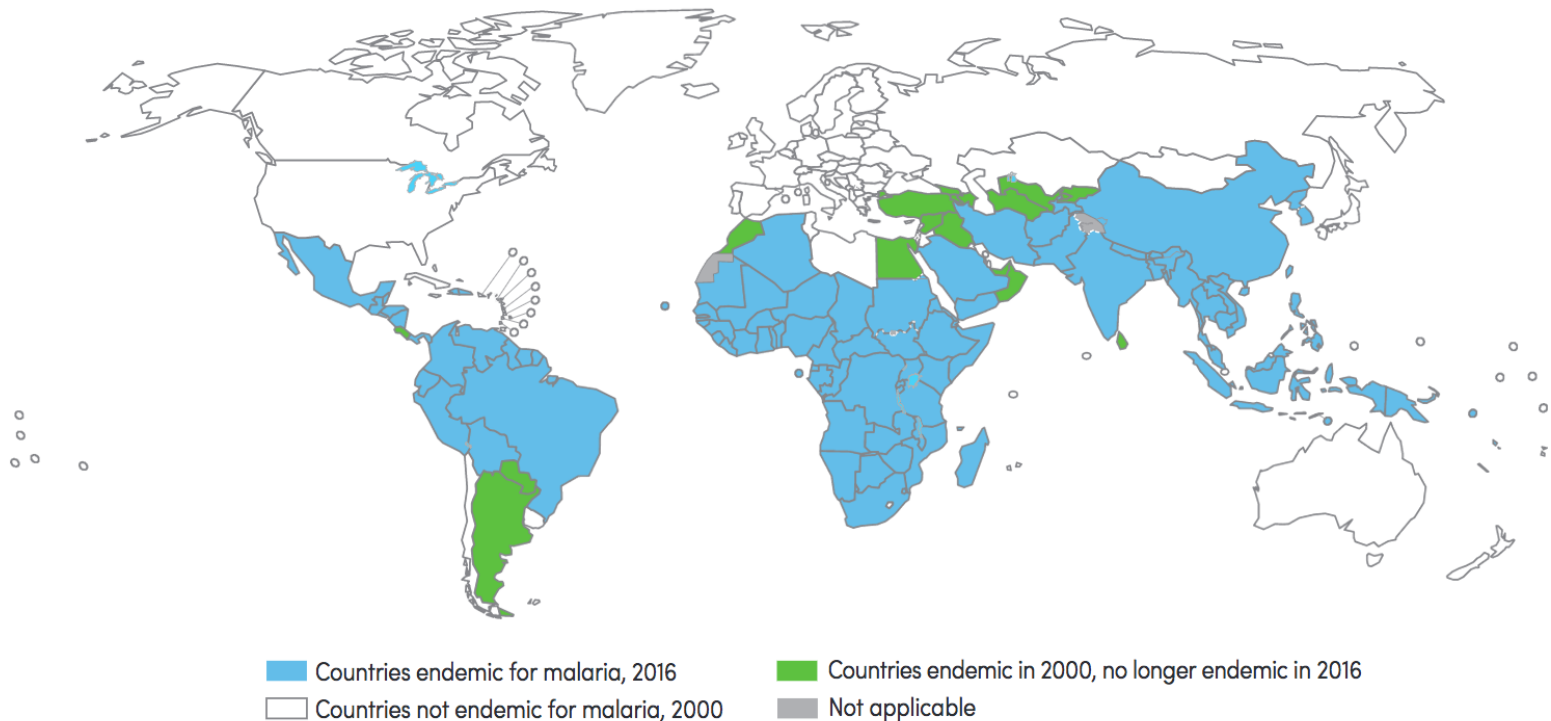 Countries endemic for malaria, 2016
Countries endemic in 2000, no longer endemic in 2016
Countries not endemic for malaria, 2000
Not applicable